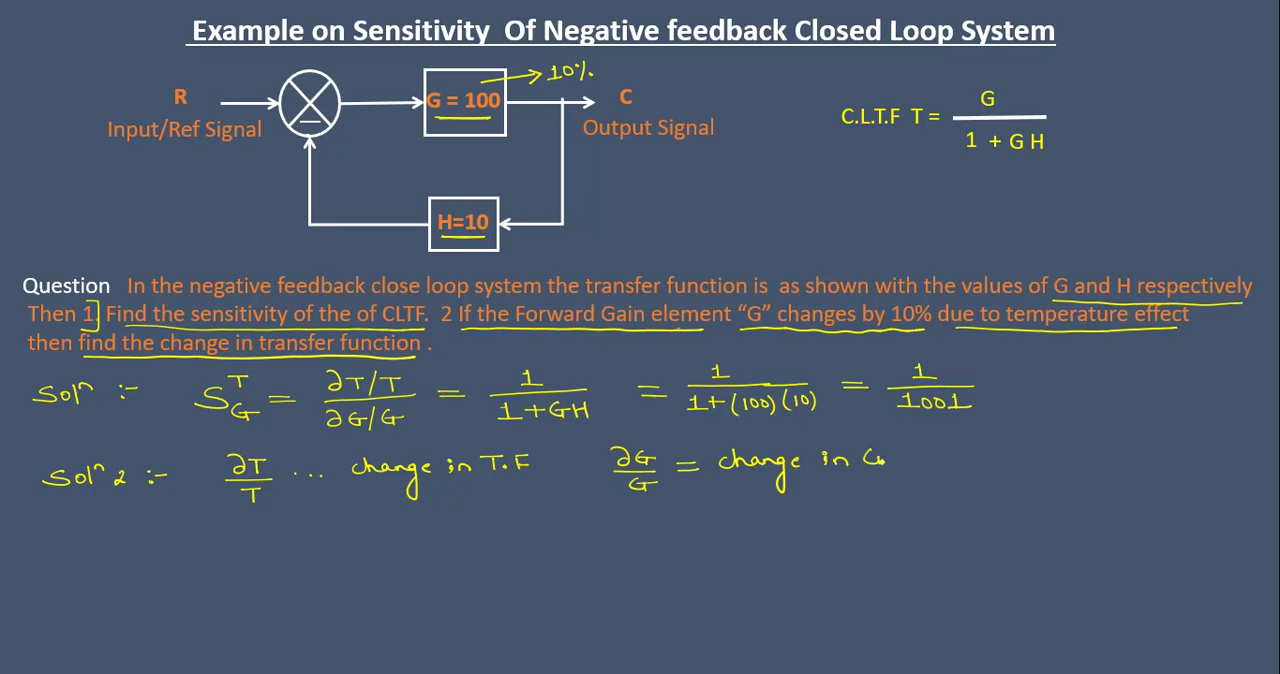 Example on Sensitivity Of Negative feedback Closed Loop System
10%
R
G = 100
C
Input/Ref Signal
Output Signal
C.L.T.F T = G / 1 + G H
H=10
Question In the negative feedback close loop system the transfer function is as shown with the values of G and H respectively
Then 1] Find the sensitivity of the of CLTF. 2 If the Forward Gain element “G” changes by 10% due to temperature effect
then find the change in transfer function .
Solⁿ :- S^T_G = ∂T/T / ∂G/G = 1 / 1+GH = 1 / 1+(100)(10) = 1 / 1001
Solⁿ 2 :- ∂T / T ... change in T.F ∂G / G = change in G